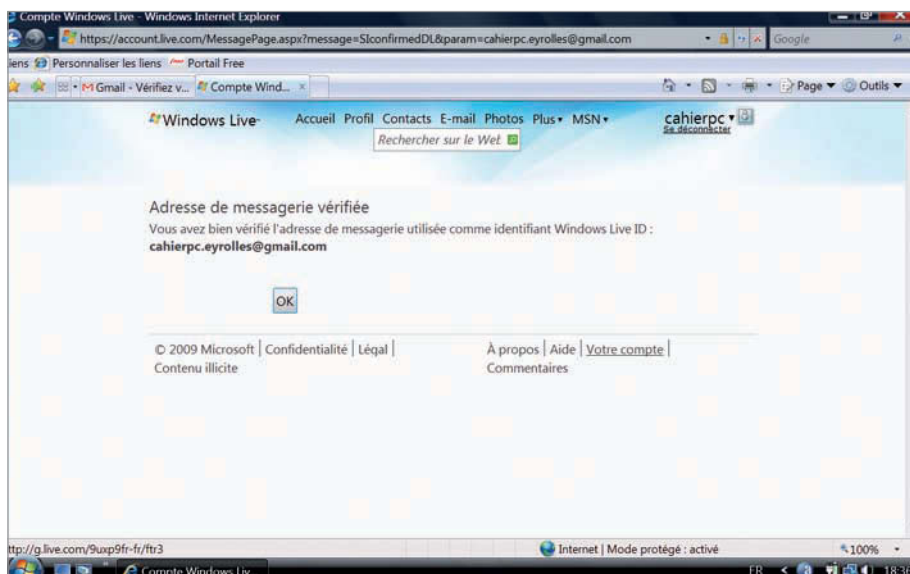 Compte Windows Live - Windows Internet Explorer
https://account.live.com/MessagePage.aspx?message=SIconfirmedDL&param=cahierpc.eyrolles@gmail.com
Google
iens Personnaliser les liens Portail Free
Gmail - Vérifiez v... Compte Wind... Page Outils
Windows Live Accueil Profil Contacts E-mail Photos Plus MSN cahierpc
Se déconnecter
Rechercher sur le Web
Adresse de messagerie vérifiée
Vous avez bien vérifié l'adresse de messagerie utilisée comme identifiant Windows Live ID :
cahierpc.eyrolles@gmail.com
OK
© 2009 Microsoft | Confidentialité | Légal | À propos | Aide | Votre compte |
Contenu illicite Commentaires
ttp://g.live.com/9uxp9fr-fr/ftr3 Internet | Mode protégé : activé 100%
Compte Windows Liv... FR 18:36